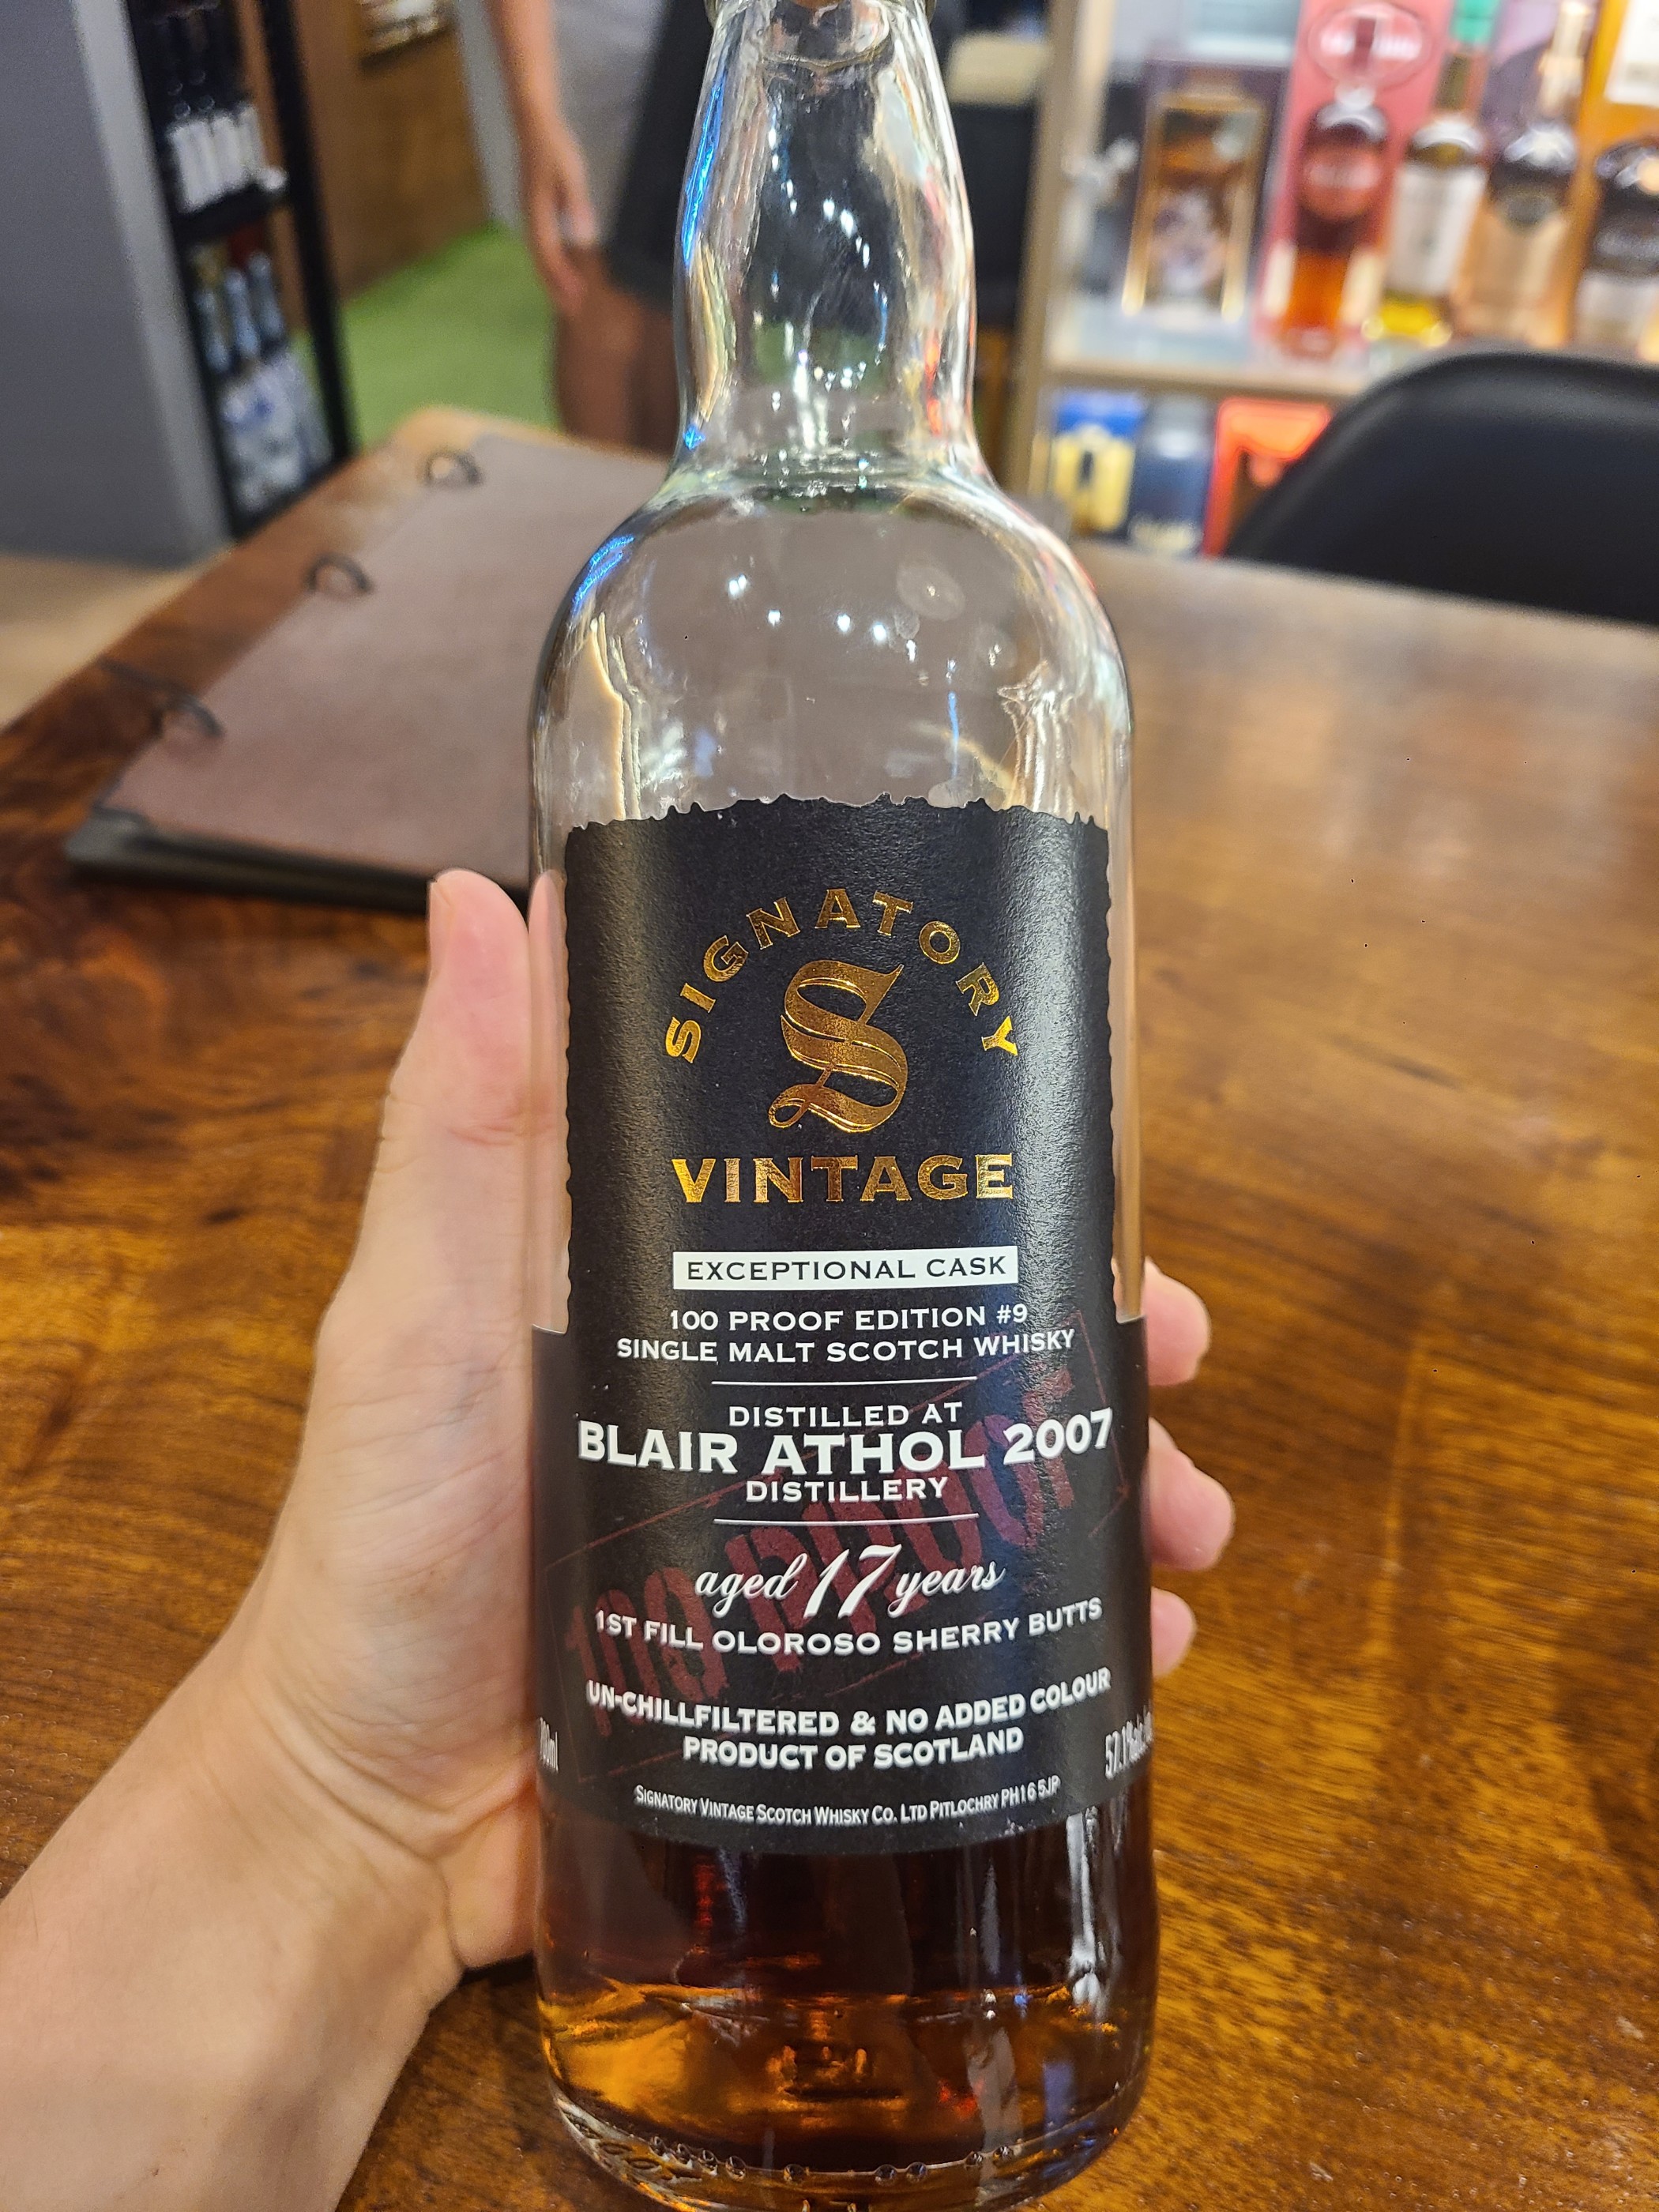 SIGNATORY
S
VINTAGE
EXCEPTIONAL CASK
100 PROOF EDITION #9
SINGLE MALT SCOTCH WHISKY
DISTILLED AT
BLAIR ATHOL 2007
DISTILLERY
aged 17 years
1ST FILL OLOROSO SHERRY BUTTS
100 PROOF
UN-CHILLFILTERED & NO ADDED COLOUR
PRODUCT OF SCOTLAND
SIGNATORY VINTAGE SCOTCH WHISKY CO. LTD PITLOCHRY PH16 5JP